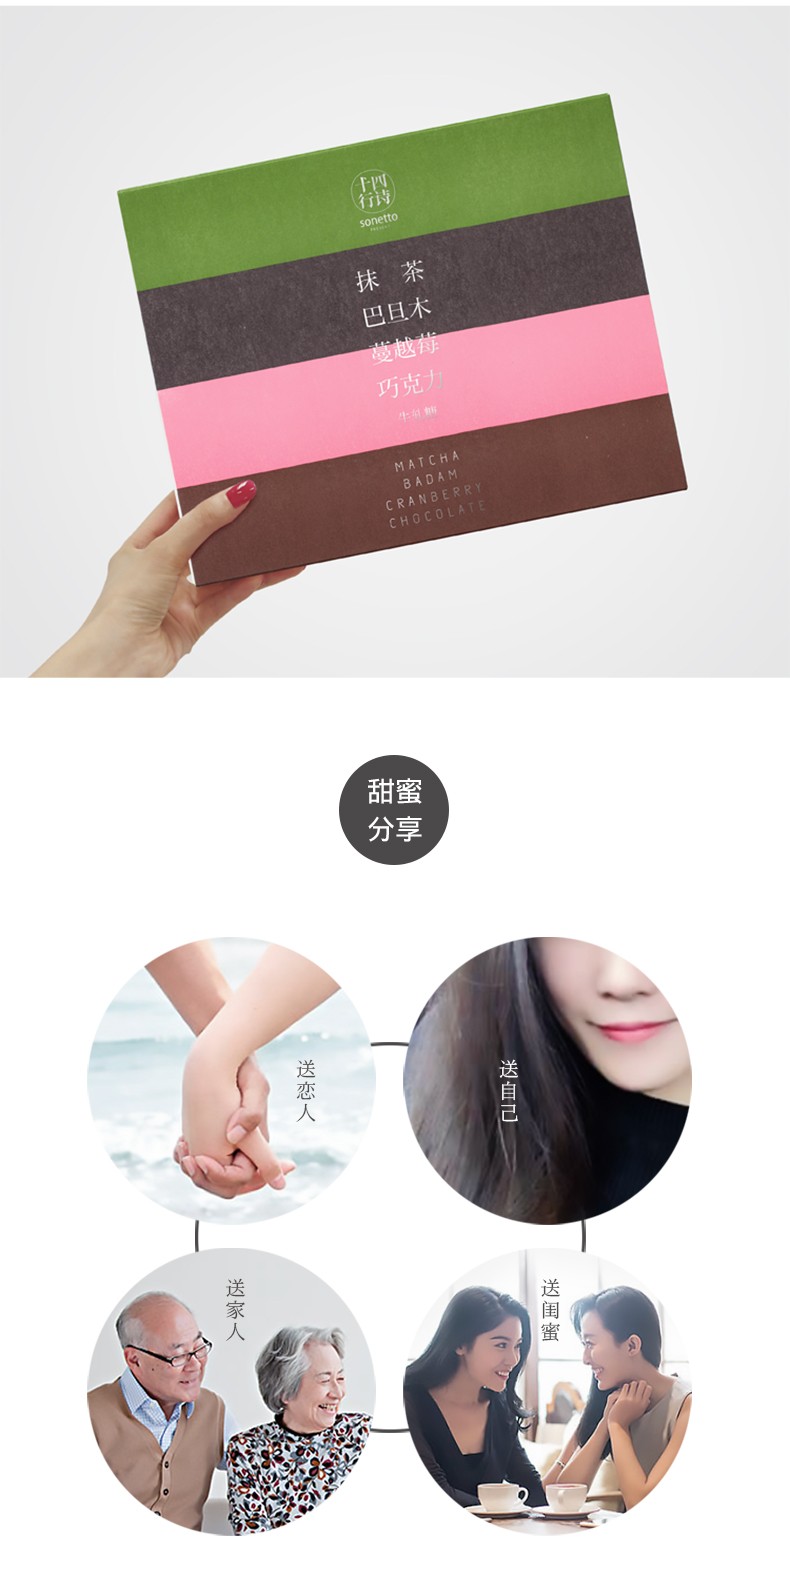 十四
行诗
sonetto
抹 茶
巴旦木
蔓越莓
巧克力
牛轧糖
MATCHA
BADAM
CRANBERRY
CHOCOLATE
甜蜜
分享
送恋人
送自己
送家人
送闺蜜